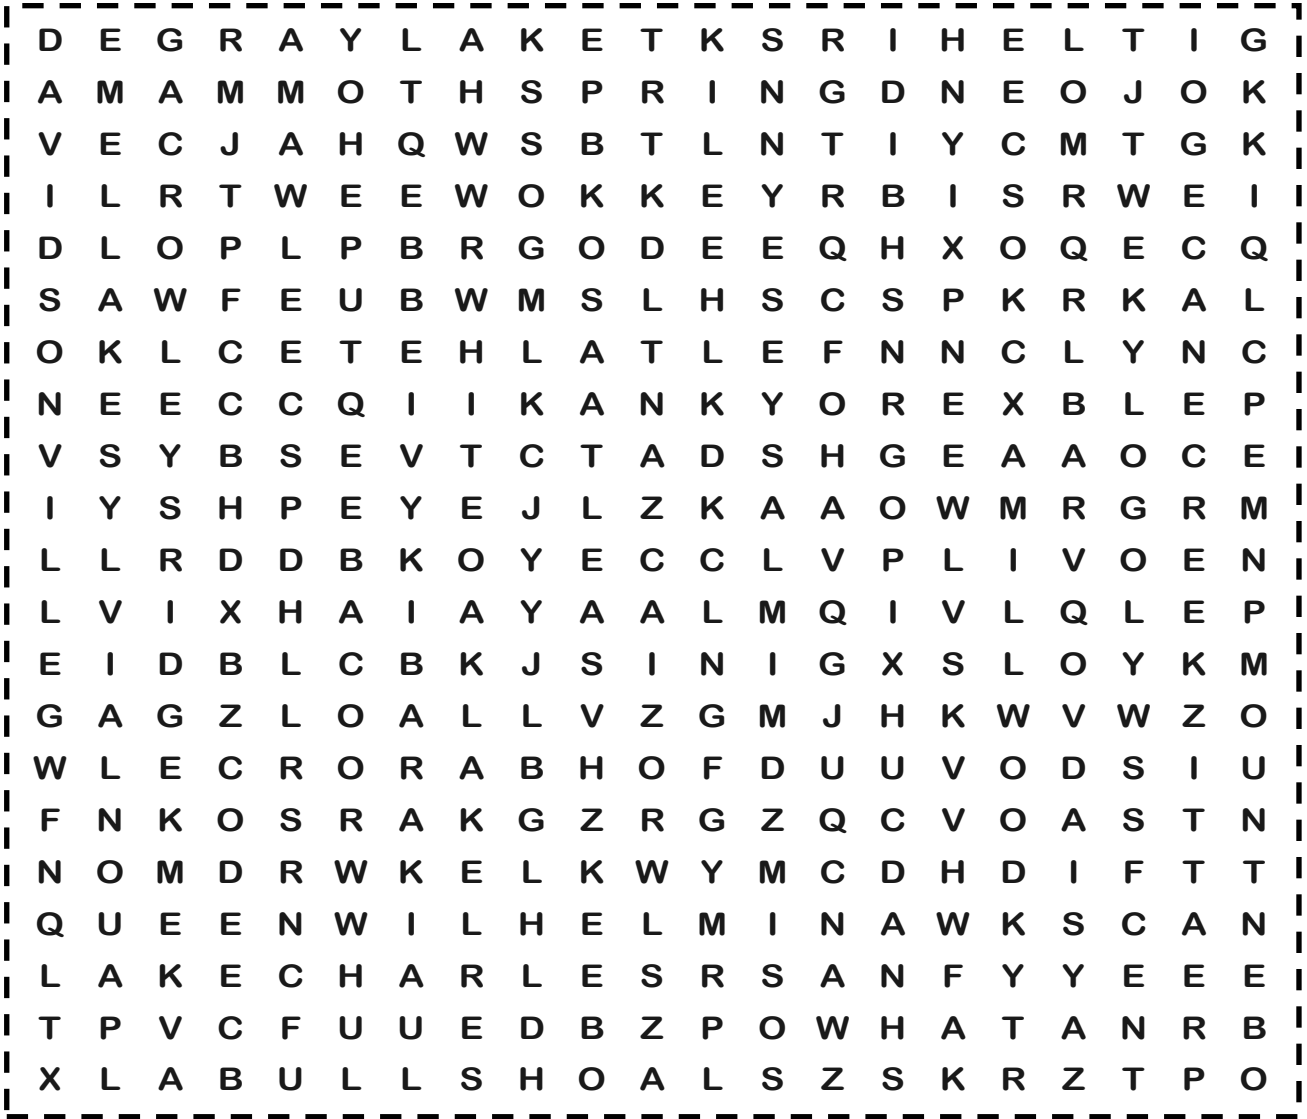 D E G R A Y L A K E T K S R I H E L T I G
A M A M M O T H S P R I N G D N E O J O K
V E C J A H Q W S B T L N T I Y C M T G K
I L R T W E E W O K K E Y R B I S R W E I
D L O P L P B R G O D E E Q H X O Q E C Q
S A W F E U B W M S L H S C S P K R K A L
O K L C E T E H L A T L E F N N C L Y N C
N E E C C Q I I K A N K Y O R E X B L E P
V S Y B S E V T C T A D S H G E A A O C E
I Y S H P E Y E J L Z K A A O W M R G R M
L L R D D B K O Y E C C L V P L I V O E N
L V I X H A I A Y A A L M Q I V L Q L E P
E I D B L C B K J S I N I G X S L O Y K M
G A G Z L O A L L V Z G M J H K W V W Z O
W L E C R O R A B H O F D U U V O D S I U
F N K O S R A K G Z R G Z Q C V O A S T N
N O M D R W K E L K W Y M C D H D I F T T
Q U E E N W I L H E L M I N A W K S C A N
L A K E C H A R L E S R S A N F Y Y E E E
T P V C F U U E D B Z P O W H A T A N R B
X L A B U L L S H O A L S Z S K R Z T P O